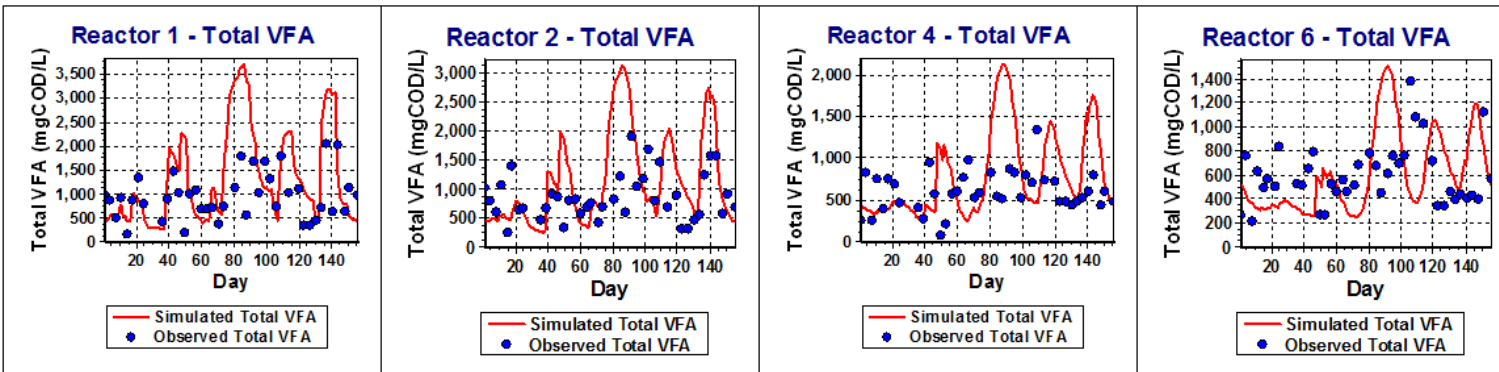 Reactor 1 - Total VFA
Total VFA (mgCOD/L)
3,500
3,000
2,500
2,000
1,500
1,000
500
0
20 40 60 80 100 120 140
Day
Simulated Total VFA
Observed Total VFA
Reactor 2 - Total VFA
Total VFA (mgCOD/L)
3,000
2,500
2,000
1,500
1,000
500
0
20 40 60 80 100 120 140
Day
Simulated Total VFA
Observed Total VFA
Reactor 4 - Total VFA
Total VFA (mgCOD/L)
2,000
1,500
1,000
500
0
20 40 60 80 100 120 140
Day
Simulated Total VFA
Observed Total VFA
Reactor 6 - Total VFA
Total VFA (mgCOD/L)
1,400
1,200
1,000
800
600
400
200
0
20 40 60 80 100 120 140
Day
Simulated Total VFA
Observed Total VFA